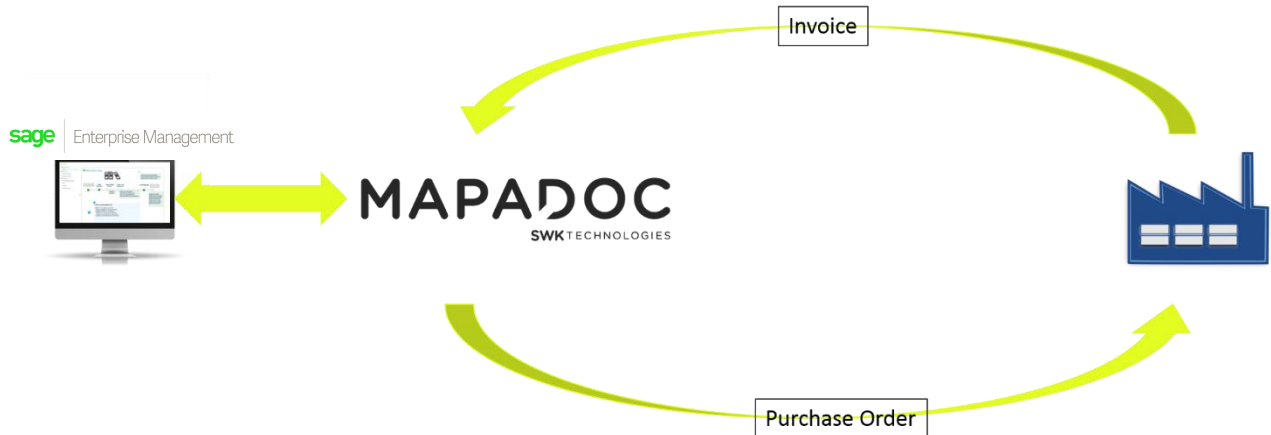 Invoice
sage Enterprise Management
MAPADOC
SWK TECHNOLOGIES
Purchase Order